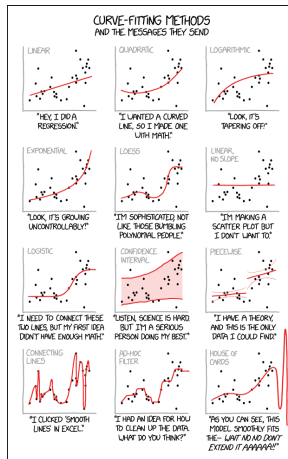 CURVE-FITTING METHODS
AND THE MESSAGES THEY SEND
LINEAR
"HEY, I DID A
REGRESSION."
QUADRATIC
"I WANTED A CURVED
LINE, SO I MADE ONE
WITH MATH."
LOGARITHMIC
"LOOK, IT'S
TAPERING OFF!"
EXPONENTIAL
"LOOK, IT'S GROWING
UNCONTROLLABLY!"
LOESS
"I'M SOPHISTICATED, NOT
LIKE THOSE BUMBLING
POLYNOMIAL PEOPLE."
LINEAR,
NO SLOPE
"I'M MAKING A
SCATTER PLOT BUT
I DON'T WANT TO."
LOGISTIC
"I NEED TO CONNECT THESE
TWO LINES, BUT MY FIRST IDEA
DIDN'T HAVE ENOUGH MATH."
CONFIDENCE
INTERVAL
"LISTEN, SCIENCE IS HARD.
BUT I'M A SERIOUS
PERSON DOING MY BEST."
PIECEWISE
"I HAVE A THEORY,
AND THIS IS THE ONLY
DATA I COULD FIND."
CONNECTING
LINES
"I CLICKED 'SMOOTH
LINES' IN EXCEL."
AD-HOC
FILTER
"I HAD AN IDEA FOR HOW
TO CLEAN UP THE DATA.
WHAT DO YOU THINK?"
HOUSE OF
CARDS
"AS YOU CAN SEE, THIS
MODEL SMOOTHLY FITS
THE- WAIT NO NO DON'T
EXTEND IT AAAAAA!!"